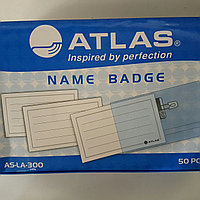 ATLAS®
Inspired by perfection
NAME BADGE
ATLAS
AS-LA-300
50 PC